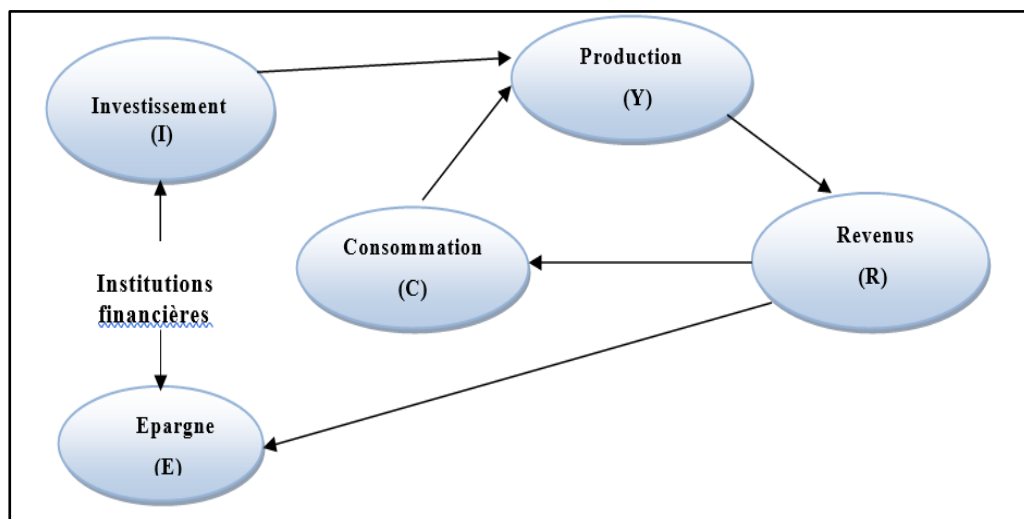 Production
(Y)
Investissement
(I)
Revenus
(R)
Consommation
(C)
Institutions
financières
Epargne
(E)